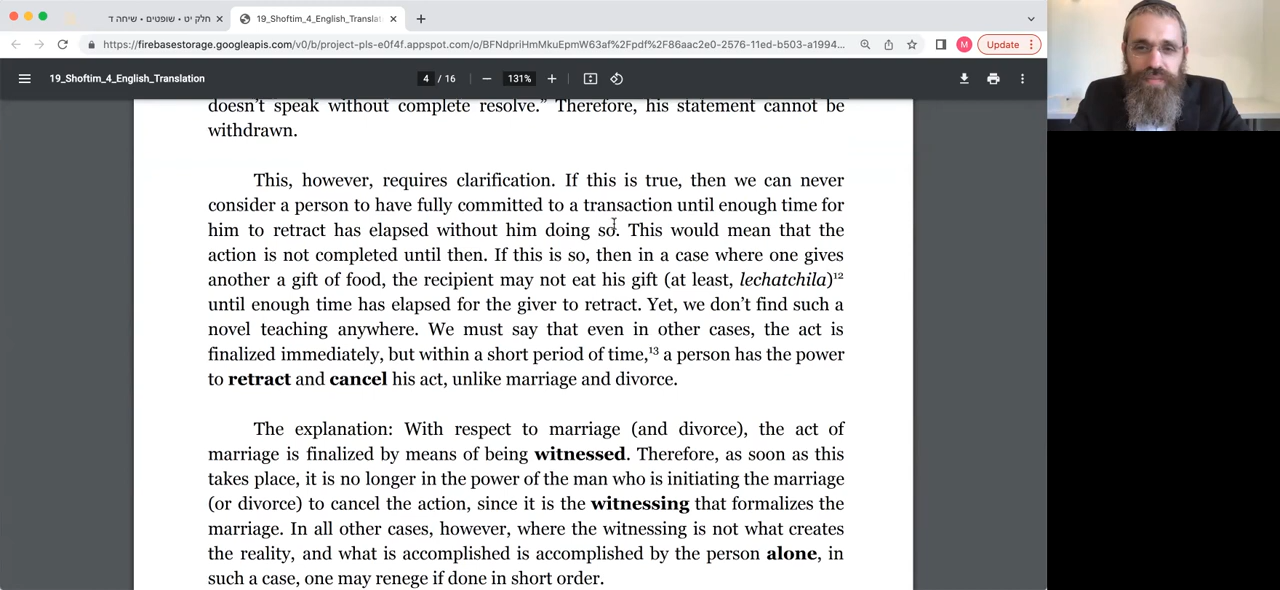 חלק יט • שופטים • שיחה ד
19_Shoftim_4_English_Translat
https://firebasestorage.googleapis.com/v0/b/project-pls-e0f4f.appspot.com/o/BFNdpriHmMkuEpmW63af%2Fpdf%2F86aac2e0-2576-11ed-b503-a1994...
M
Update
19_Shoftim_4_English_Translation
4 / 16
131%
doesn’t speak without complete resolve.” Therefore, his statement cannot be
withdrawn.
This, however, requires clarification. If this is true, then we can never
consider a person to have fully committed to a transaction until enough time for
him to retract has elapsed without him doing so. This would mean that the
action is not completed until then. If this is so, then in a case where one gives
another a gift of food, the recipient may not eat his gift (at least, lechatchila)¹²
until enough time has elapsed for the giver to retract. Yet, we don’t find such a
novel teaching anywhere. We must say that even in other cases, the act is
finalized immediately, but within a short period of time,¹³ a person has the power
to retract and cancel his act, unlike marriage and divorce.
The explanation: With respect to marriage (and divorce), the act of
marriage is finalized by means of being witnessed. Therefore, as soon as this
takes place, it is no longer in the power of the man who is initiating the marriage
(or divorce) to cancel the action, since it is the witnessing that formalizes the
marriage. In all other cases, however, where the witnessing is not what creates
the reality, and what is accomplished is accomplished by the person alone, in
such a case, one may renege if done in short order.